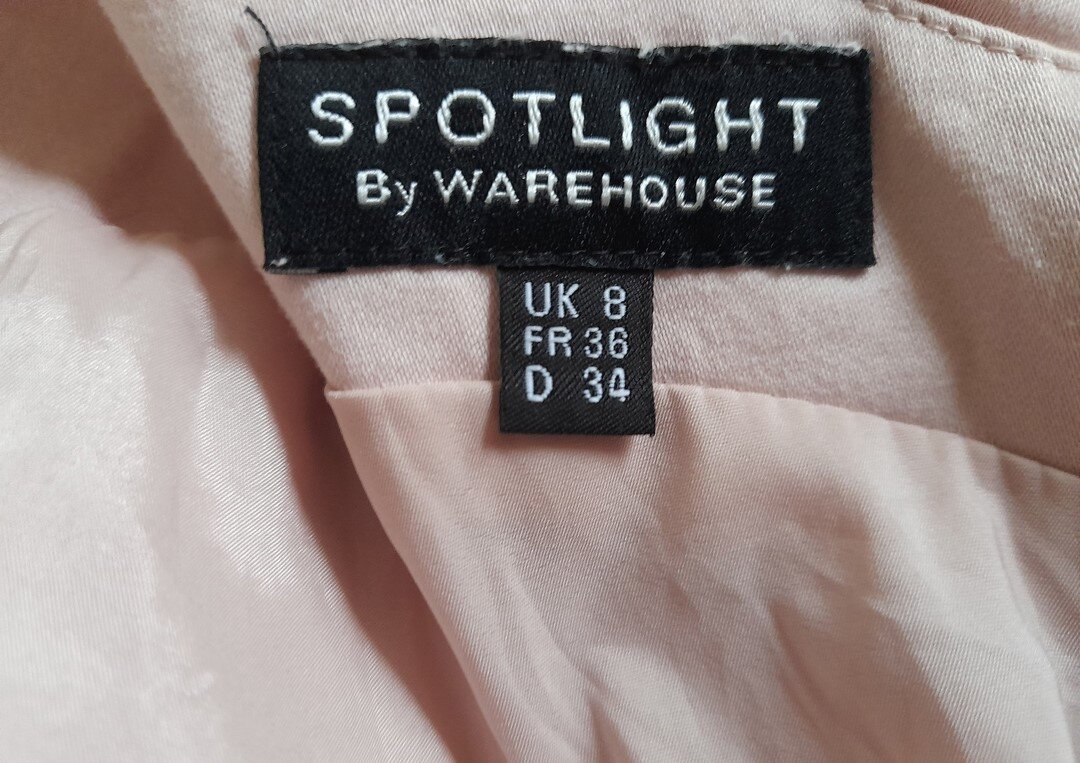 SPOTLIGHT
By WAREHOUSE
UK 8
FR 36
D 34